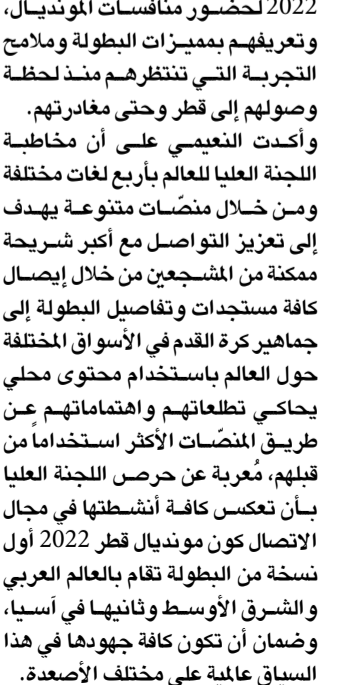 2022 لحضور منافسات المونديال،
وتعريفهم بمميزات البطولة وملامح
التجربة التي تنتظرهم منذ لحظة
وصولهم إلى قطر وحتى مغادرتهم.
وأكدت النعيمي على أن مخاطبة
اللجنة العليا للعالم بأربع لغات مختلفة
ومن خلال منصّات متنوعة يهدف
إلى تعزيز التواصل مع أكبر شريحة
ممكنة من المشجعين من خلال إيصال
كافة مستجدات وتفاصيل البطولة إلى
جماهير كرة القدم في الأسواق المختلفة
حول العالم باستخدام محتوى محلي
يحاكي تطلعاتهم واهتماماتهم عن
طريق المنصّات الأكثر استخداماً من
قبلهم، مُعربة عن حرص اللجنة العليا
بأن تعكس كافة أنشطتها في مجال
الاتصال كون مونديال قطر 2022 أول
نسخة من البطولة تقام بالعالم العربي
والشرق الأوسط وثانيها في آسيا،
وضمان أن تكون كافة جهودها في هذا
السياق عالمية على مختلف الأصعدة.